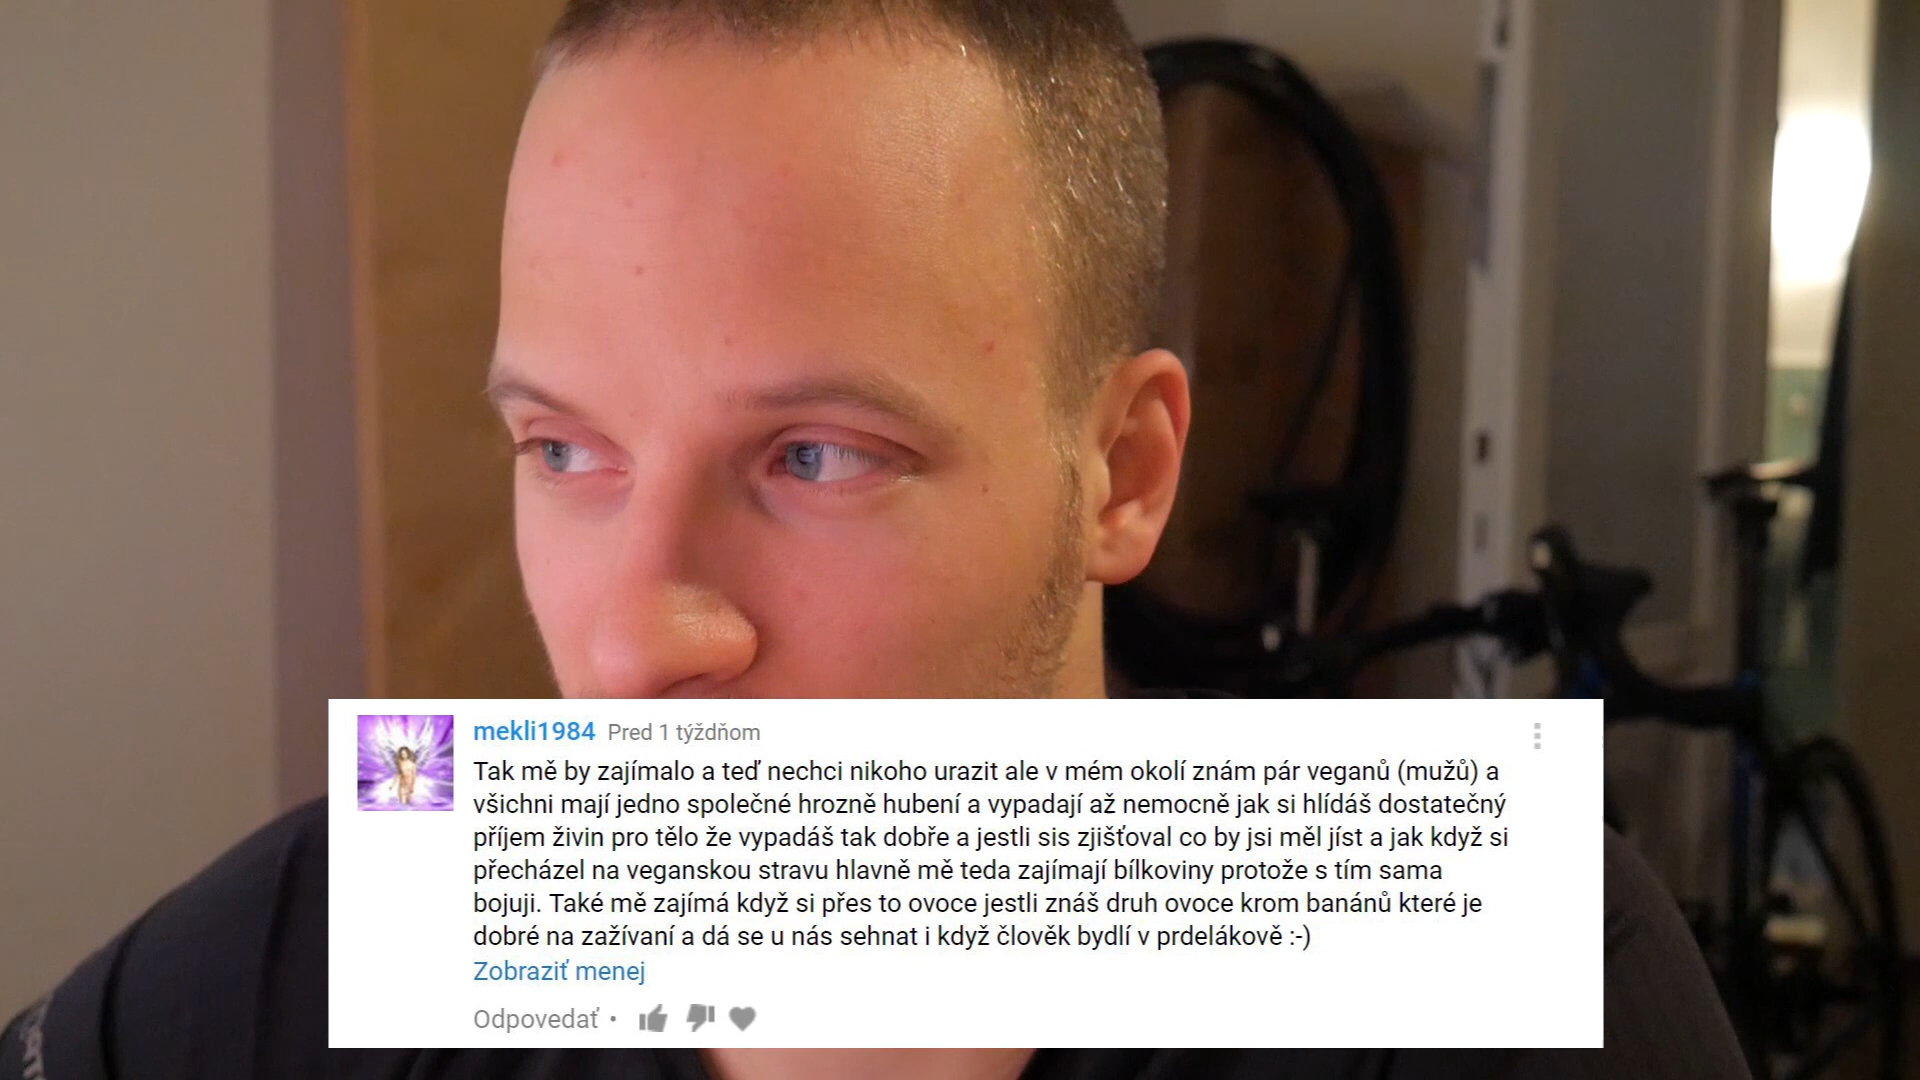 mekli1984 Pred 1 týždňom
Tak mě by zajímalo a teď nechci nikoho urazit ale v mém okolí znám pár veganů (mužů) a
všichni mají jedno společné hrozně hubení a vypadají až nemocně jak si hlídáš dostatečný
příjem živin pro tělo že vypadáš tak dobře a jestli sis zjišťoval co by jsi měl jíst a jak když si
přecházel na veganskou stravu hlavně mě teda zajímají bílkoviny protože s tím sama
bojuji. Také mě zajímá když si přes to ovoce jestli znáš druh ovoce krom banánů které je
dobré na zažívaní a dá se u nás sehnat i když člověk bydlí v prdelákově :-)
Zobraziť menej
Odpovedať •